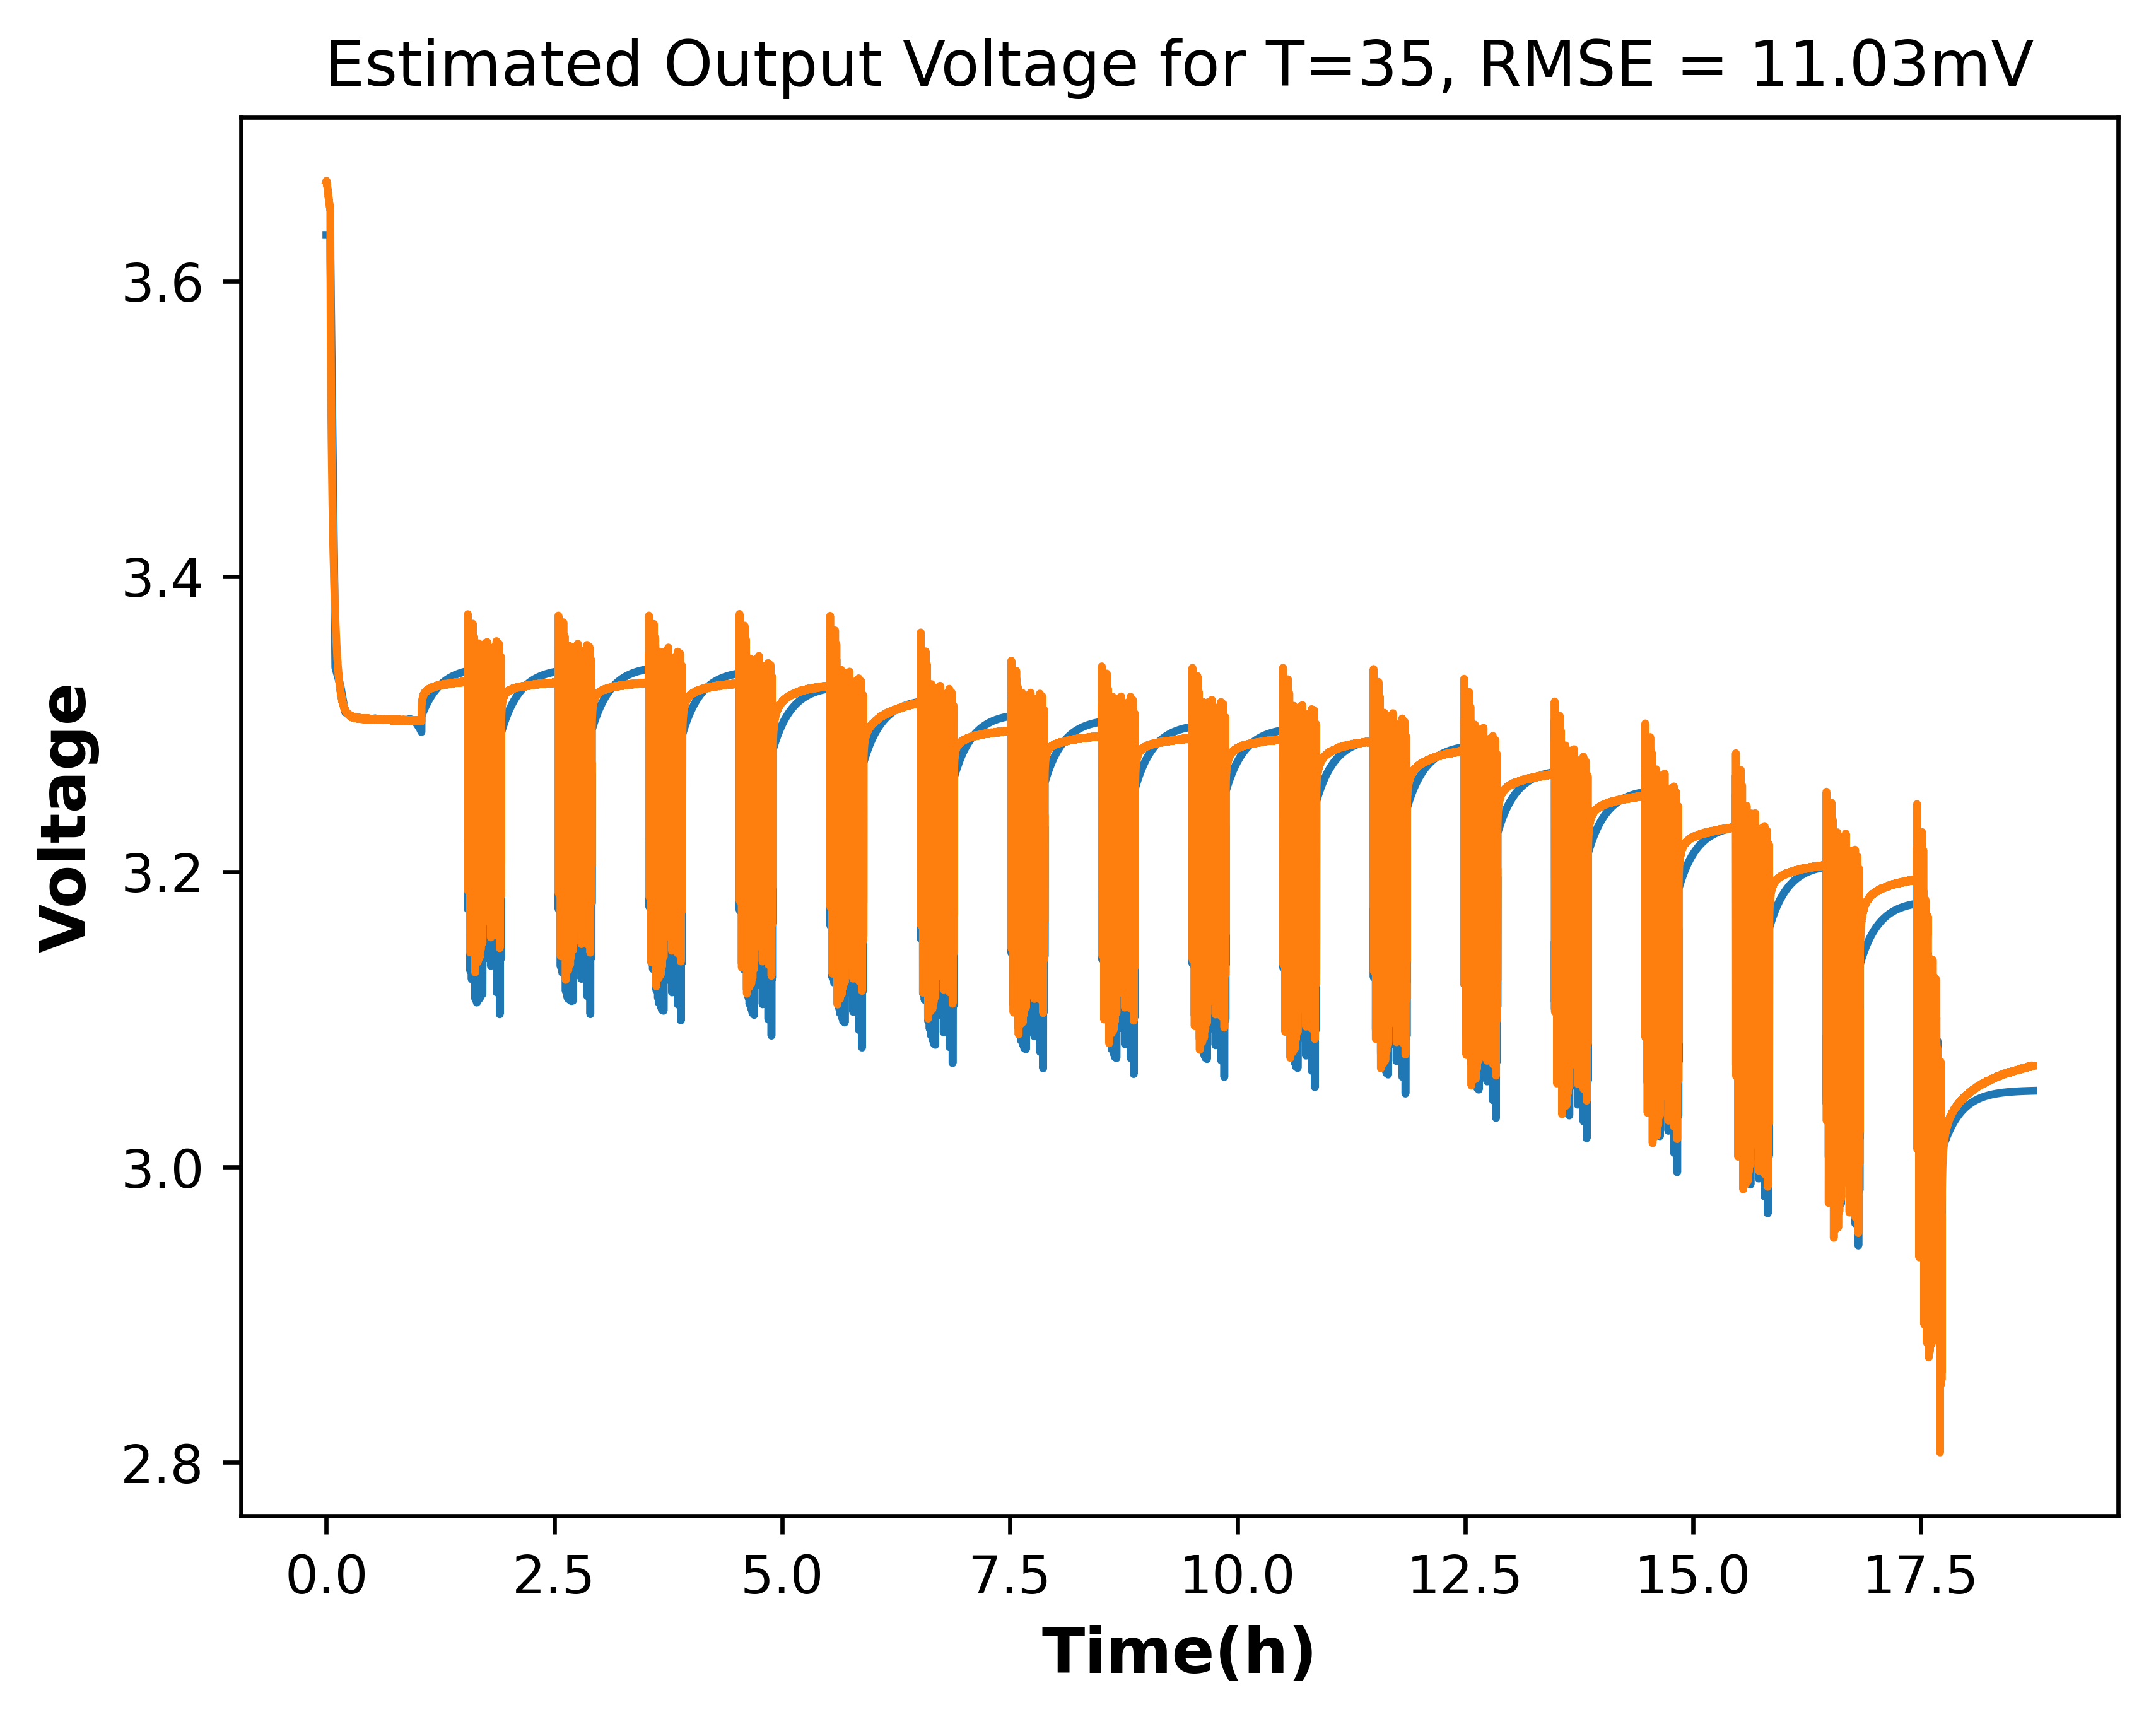 Estimated Output Voltage for T=35, RMSE = 11.03mV
Voltage
3.6
3.4
3.2
3.0
2.8
0.0 2.5 5.0 7.5 10.0 12.5 15.0 17.5
Time(h)